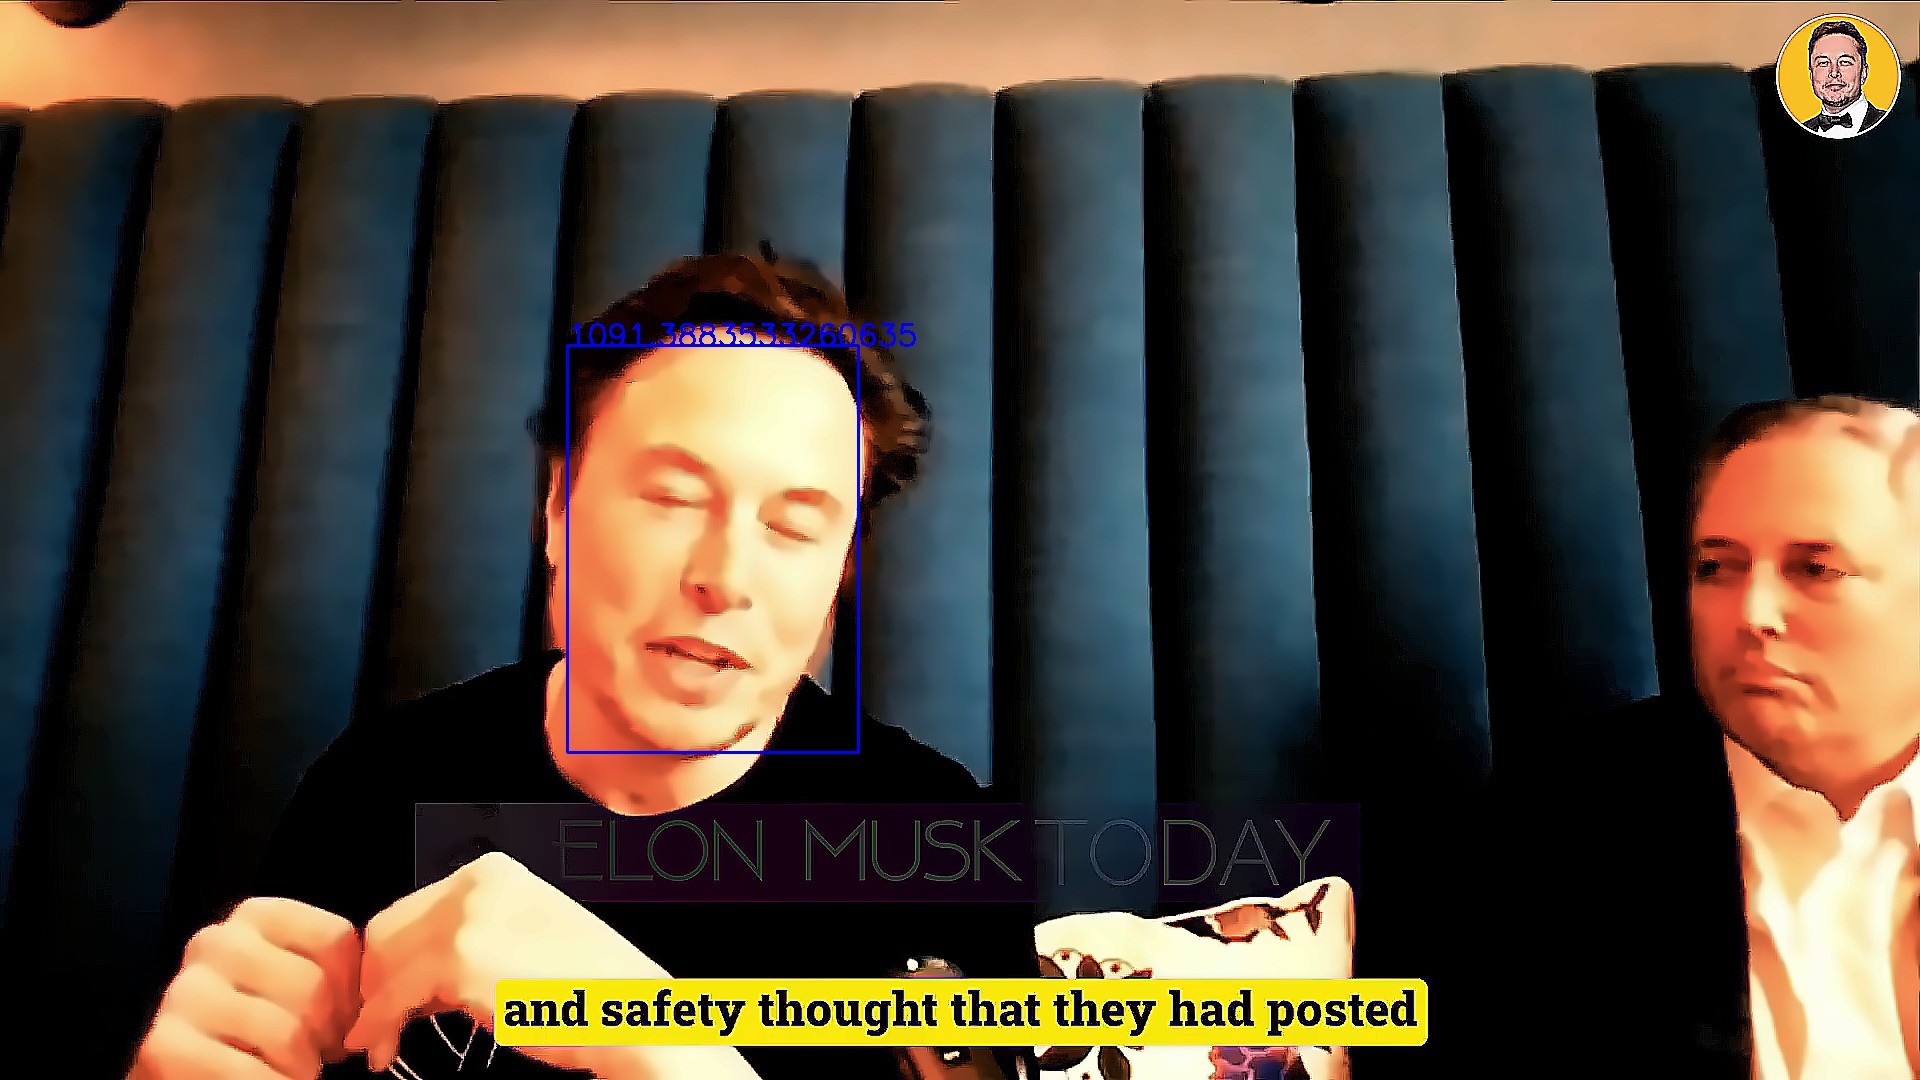 1091.3883533260635
ELON MUSK TODAY
and safety thought that they had posted